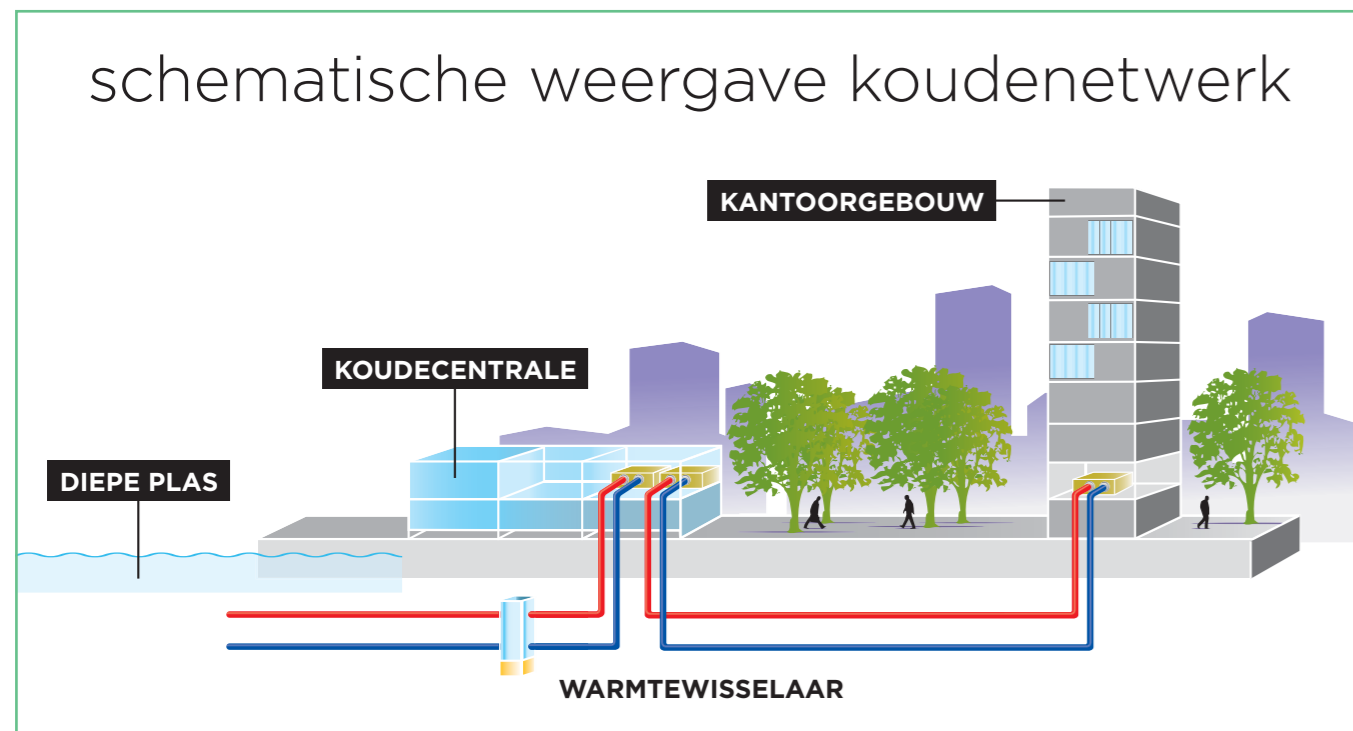 schematische weergave koudenetwerk
KANTOORGEBOUW
KOUDECENTRALE
DIEPE PLAS
WARMTEWISSELAAR